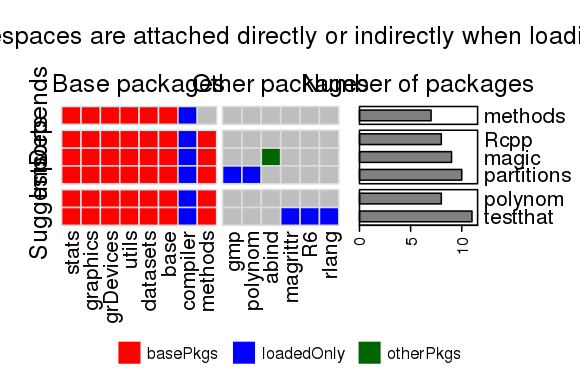 espaces are attached directly or indirectly when loadi
Base packages Other packages Number of packages
Suggests
methods
Rcpp
magic
partitions
polynom
testthat
0 5 10
stats graphics grDevices utils datasets base compiler methods gmp polynom abind magrittr R6 rlang
basePkgs loadedOnly otherPkgs